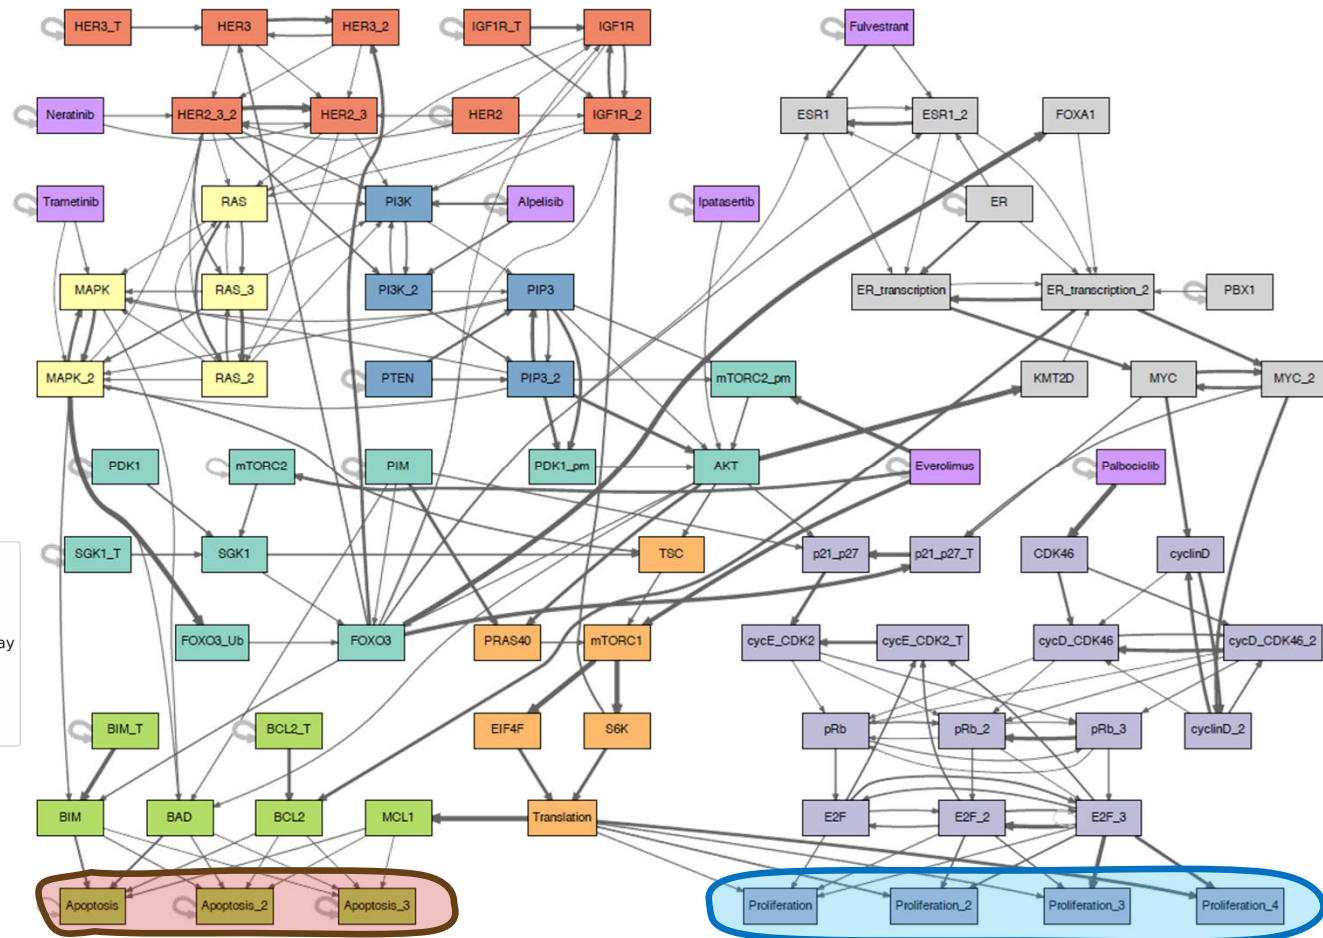 HER3_T HER3 HER3_2 IGF1R_T IGF1R Fulvestrant
Neratinib HER2_3_2 HER2_3 HER2 IGF1R_2 ESR1 ESR1_2 FOXA1
Trametinib RAS PI3K Alpelisib Ipatasertib ER
MAPK RAS_3 PI3K_2 PIP3 ER_transcription ER_transcription_2 PBX1
MAPK_2 RAS_2 PTEN PIP3_2 mTORC2_pm KMT2D MYC MYC_2
PDK1 mTORC2 PIM PDK1_pm AKT Everolimus Palbociclib
SGK1_T SGK1 TSC p21_p27 p21_p27_T CDK46 cyclinD
ay FOXO3_Ub FOXO3 PRAS40 mTORC1 cycE_CDK2 cycE_CDK2_T cycD_CDK46 cycD_CDK46_2
BIM_T BCL2_T EIF4F S6K pRb pRb_2 pRb_3 cyclinD_2
BIM BAD BCL2 MCL1 Translation E2F E2F_2 E2F_3
Apoptosis Apoptosis_2 Apoptosis_3 Proliferation Proliferation_2 Proliferation_3 Proliferation_4